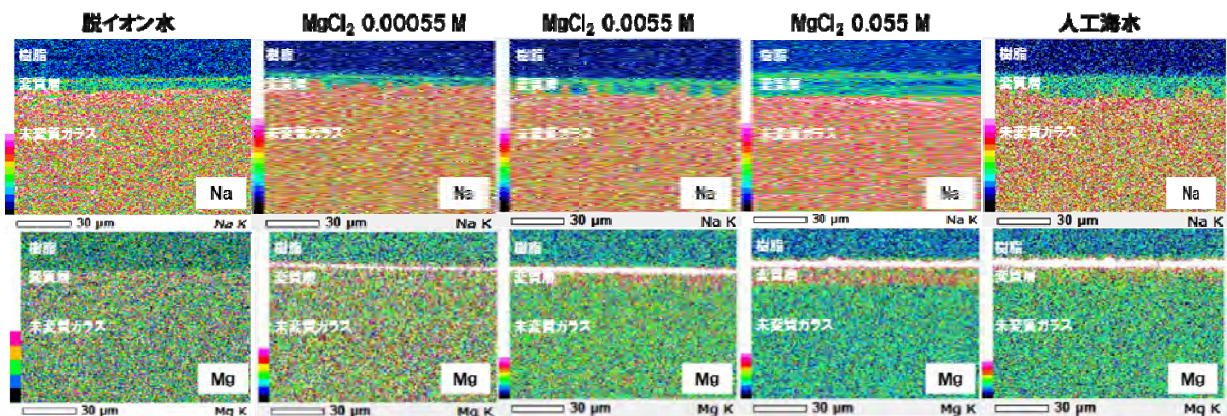 脱イオン水
MgCl₂ 0.00055 M
MgCl₂ 0.0055 M
MgCl₂ 0.055 M
人工海水
樹脂
変質層
未変質ガラス
Na
30 μm
Na K
樹脂
変質層
未変質ガラス
Na
30 μm
Na K
樹脂
変質層
未変質ガラス
Na
30 μm
Na K
樹脂
変質層
未変質ガラス
Na
30 μm
Na K
樹脂
変質層
未変質ガラス
Na
30 μm
Na K
樹脂
変質層
未変質ガラス
Mg
30 μm
Mg K
樹脂
変質層
未変質ガラス
Mg
30 μm
Mg K
樹脂
変質層
未変質ガラス
Mg
30 μm
Mg K
樹脂
変質層
未変質ガラス
Mg
30 μm
Mg K
樹脂
変質層
未変質ガラス
Mg
30 μm
Mg K